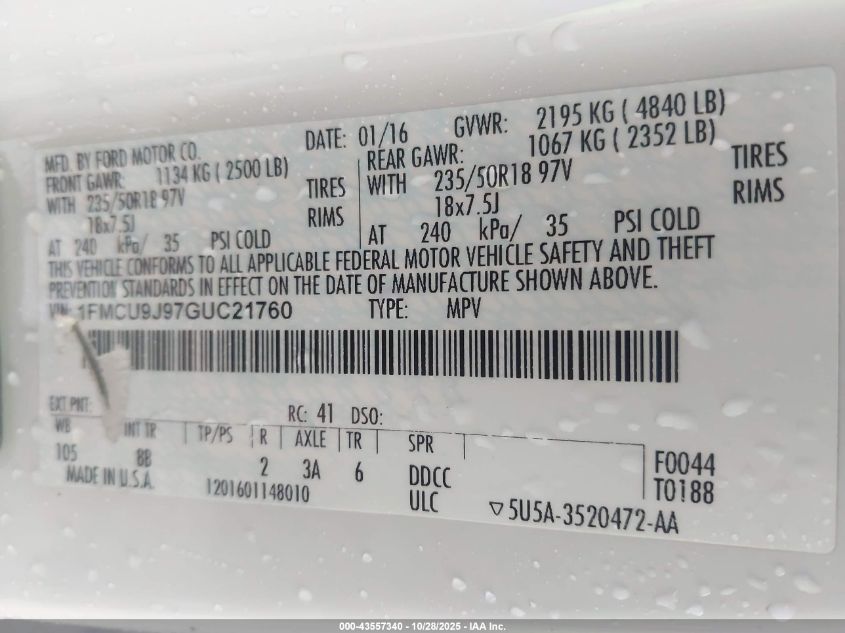 MFD. BY FORD MOTOR CO. DATE: 01/16 GVWR: 2195 KG ( 4840 LB)
FRONT GAWR: 1134 KG ( 2500 LB) REAR GAWR: 1067 KG ( 2352 LB)
WITH 235/50R18 97V TIRES WITH 235/50R18 97V TIRES
18x7.5J RIMS 18x7.5J RIMS
AT 240 kPa/ 35 PSI COLD AT 240 kPa/ 35 PSI COLD
THIS VEHICLE CONFORMS TO ALL APPLICABLE FEDERAL MOTOR VEHICLE SAFETY AND THEFT
PREVENTION STANDARDS IN EFFECT ON THE DATE OF MANUFACTURE SHOWN ABOVE.
VIN: 1FMCU9J97GUC21760 TYPE: MPV
EXT PNT: RC: 41 DSO:
WB INT TR TP/PS R AXLE TR SPR
105 8B 2 3A 6 DDCC F0044
MADE IN U.S.A. 1201601148010 ULC T0188
▽5U5A-3520472-AA
000-43557340 - 10/28/2025 - IAA Inc.